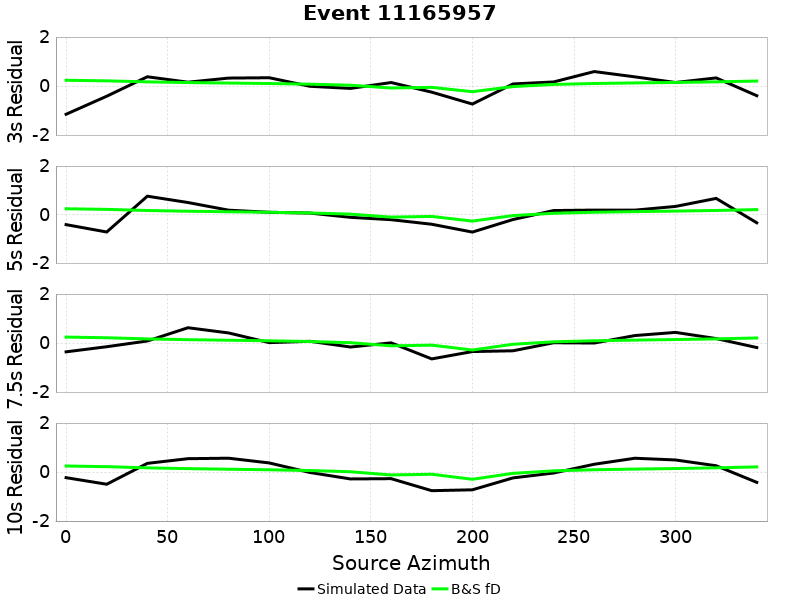 Event 11165957
3s Residual
2
0
-2
5s Residual
2
0
-2
7.5s Residual
2
0
-2
10s Residual
2
0
-2
0 50 100 150 200 250 300
Source Azimuth
Simulated Data B&S fD